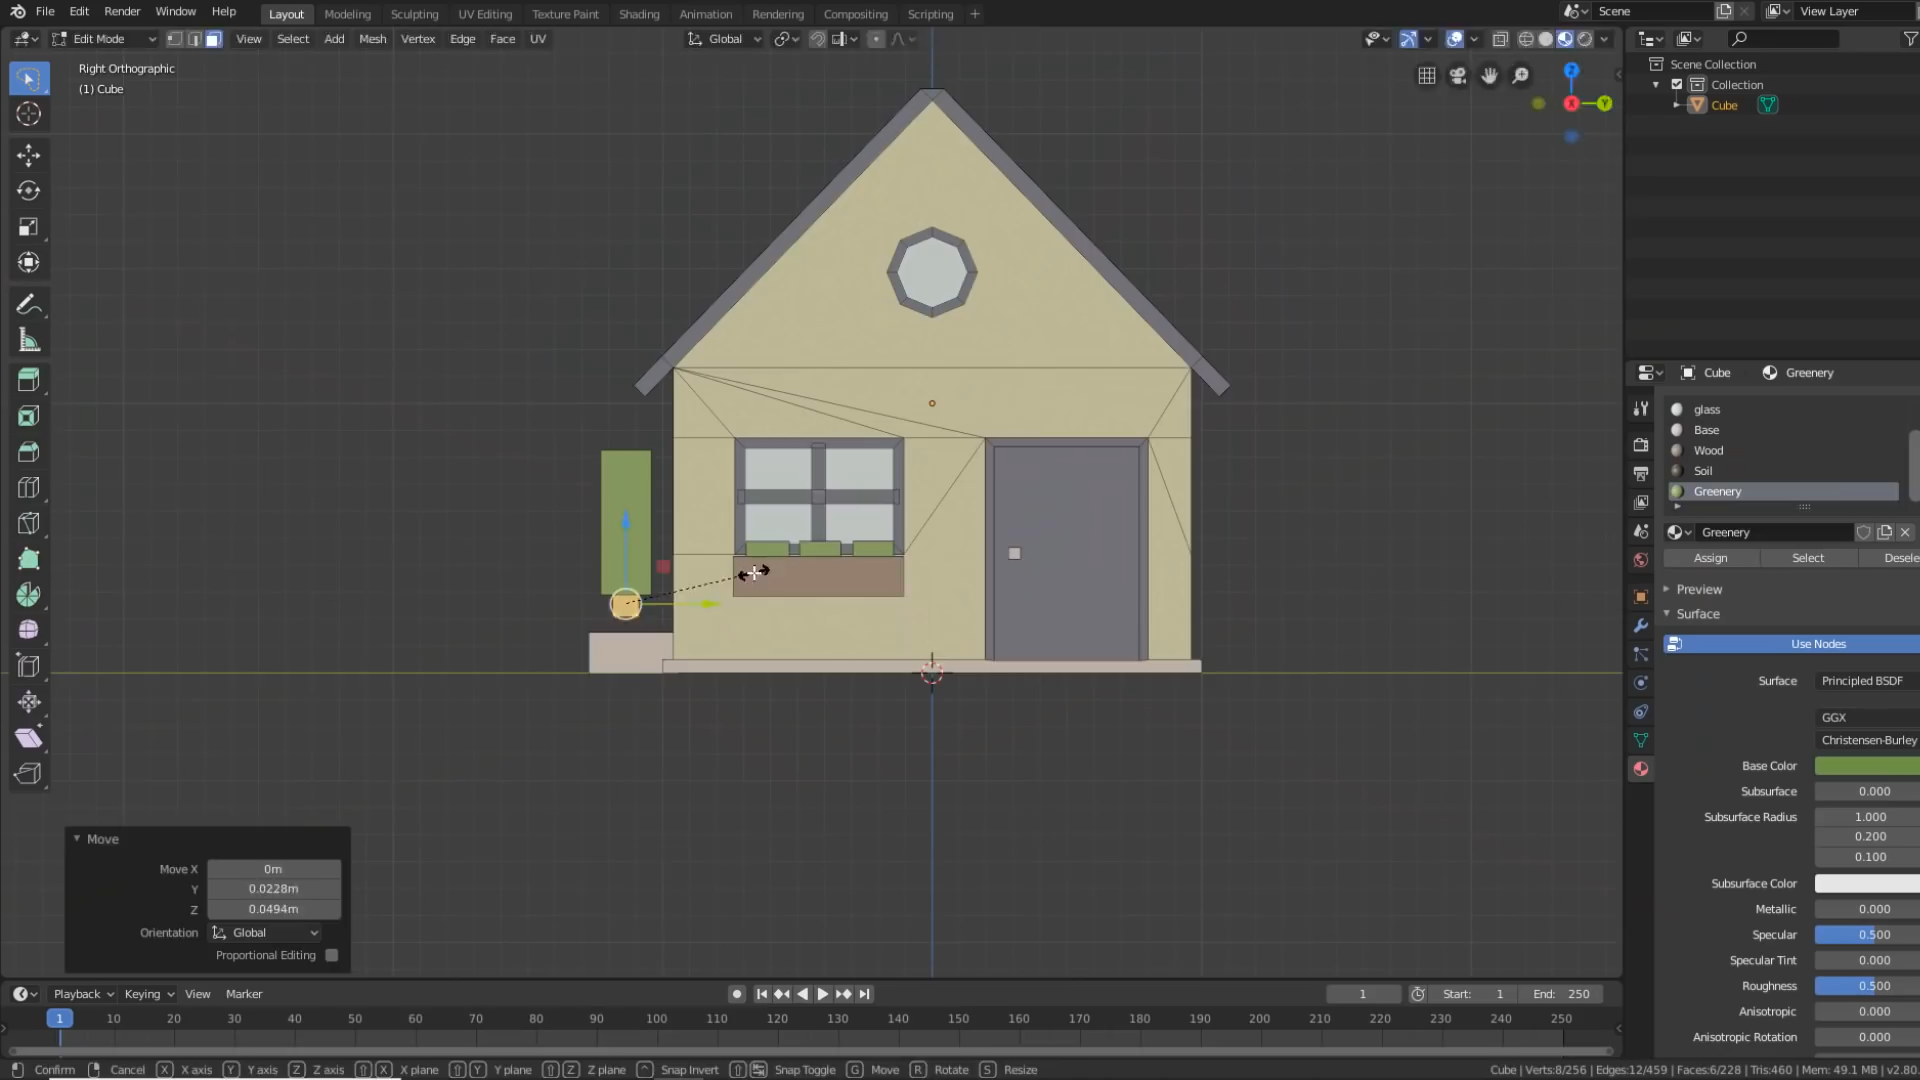 File Edit Render Window Help Layout Modeling Sculpting UV Editing Texture Paint Shading Animation Rendering Compositing Scripting + Scene View Layer
Edit Mode View Select Add Mesh Vertex Edge Face UV Global
Right Orthographic
(1) Cube
Scene Collection
Collection
Cube
Cube Greenery
glass
Base
Wood
Soil
Greenery
Greenery
Assign Select Desele
Preview
Surface
Use Nodes
Surface Principled BSDF
GGX
Christensen-Burley
Base Color
Subsurface 0.000
Subsurface Radius 1.000
0.200
0.100
Subsurface Color
Metallic 0.000
Specular 0.500
Specular Tint 0.000
Roughness 0.500
Anisotropic 0.000
Anisotropic Rotation 0.000
Move
Move X 0m
Y 0.0228m
Z 0.0494m
Orientation Global
Proportional Editing
Playback Keying View Marker 1 Start: 1 End: 250
1 10 20 30 40 50 60 70 80 90 100 110 120 130 140 150 160 170 180 190 200 210 220 230 240 250
Confirm Cancel X X axis Y Y axis Z Z axis X X plane Y Y plane Z Z plane Snap Invert Snap Toggle G Move R Rotate S Resize Cube | Verts:8/256 | Edges:12/459 | Faces:6/228 | Tris:460 | Mem: 49.1 MB | v2.80.